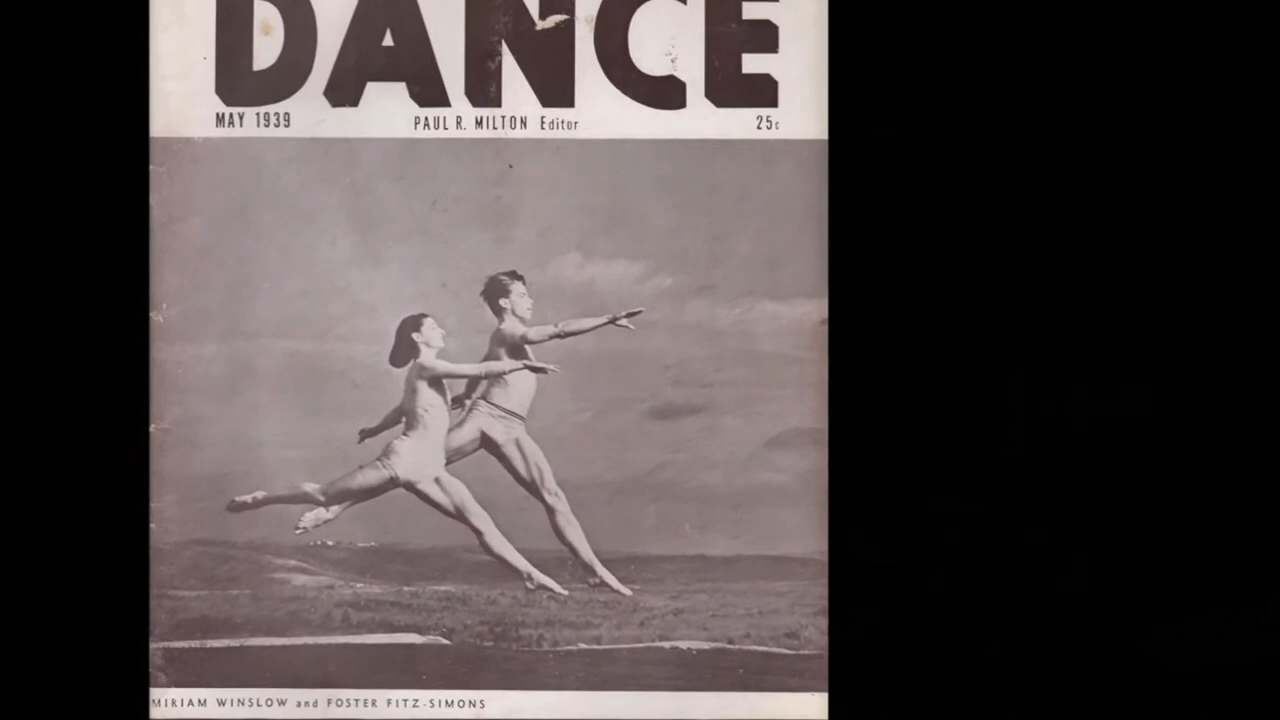 DANCE
MAY 1939 PAUL R. MILTON Editor 25c
MIRIAM WINSLOW and FOSTER FITZ-SIMONS